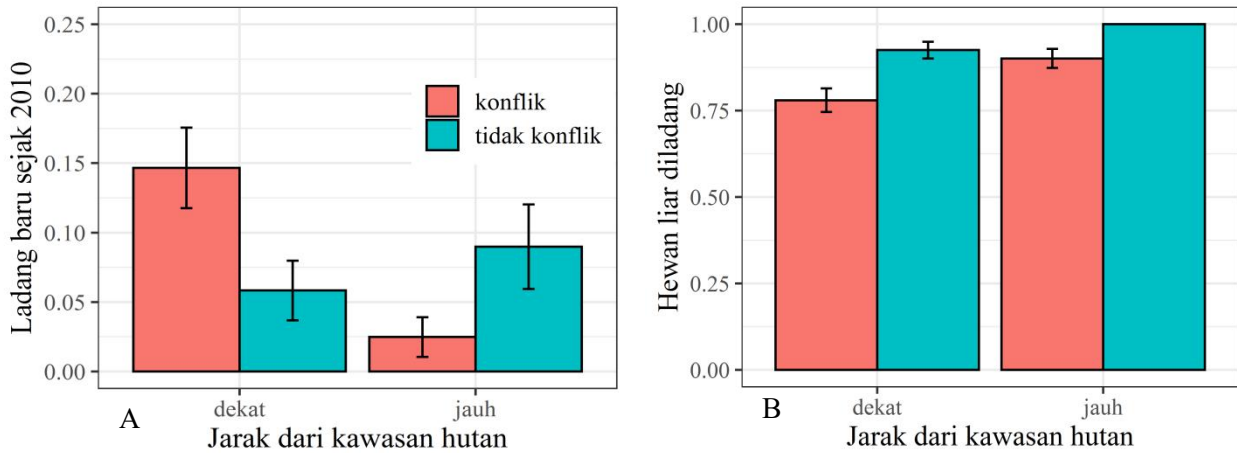 Ladang baru sejak 2010
0.25
0.20
0.15
0.10
0.05
0.00
konflik
tidak konflik
dekat
jauh
A
Jarak dari kawasan hutan
Hewan liar diladang
1.00
0.75
0.50
0.25
0.00
dekat
jauh
B
Jarak dari kawasan hutan